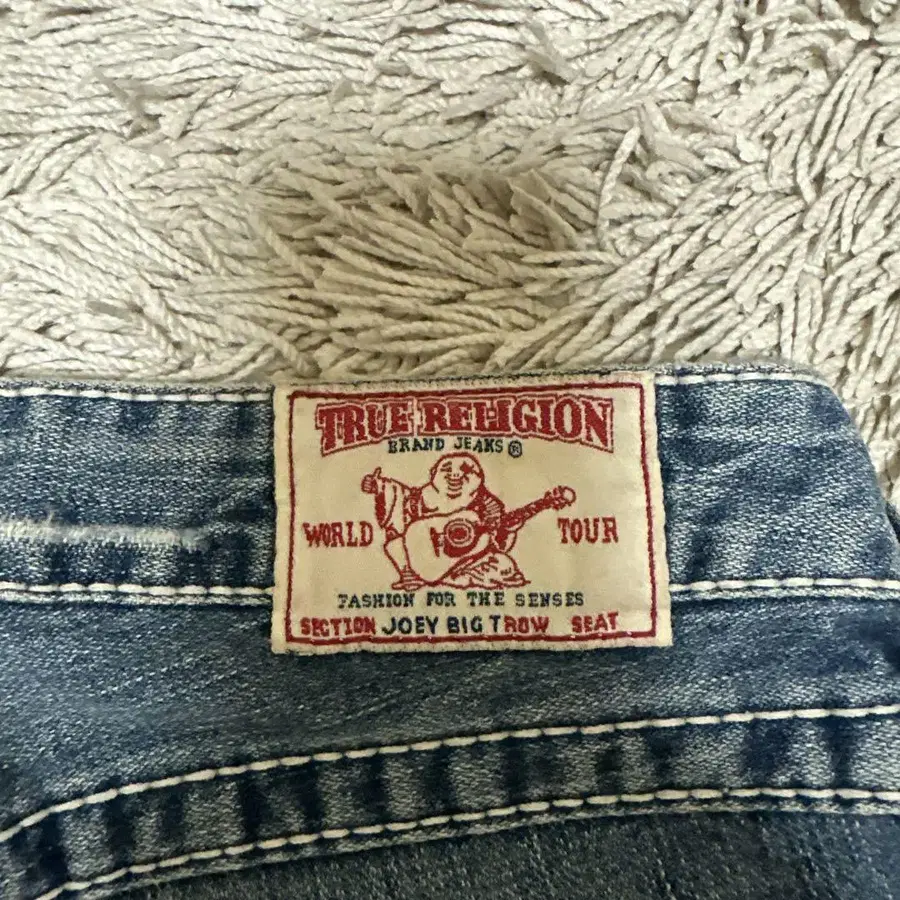 TRUE RELIGION
BRAND JEANS ®
WORLD TOUR
FASHION FOR THE SENSES
SECTION JOEY BIG T ROW SEAT